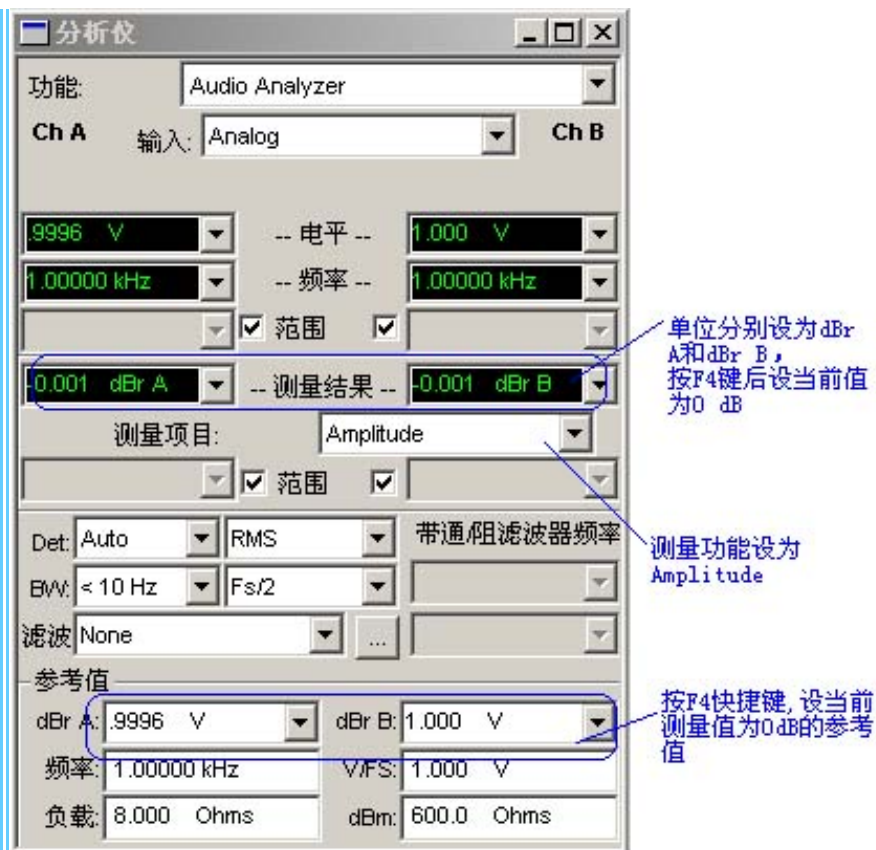 分析仪
功能: Audio Analyzer
Ch A 输入: Analog Ch B
.9996 V -- 电平 -- 1.000 V
1.00000 kHz -- 频率 -- 1.00000 kHz
范围
-0.001 dBr A -- 测量结果 -- -0.001 dBr B
测量项目: Amplitude
范围
Det: Auto RMS 带通/阻滤波器频率
BW: < 10 Hz Fs/2
滤波 None ...
参考值
dBr A: .9996 V dBr B: 1.000 V
频率: 1.00000 kHz V/FS: 1.000 V
负载: 8.000 Ohms dBm: 600.0 Ohms
单位分别设为dBr
A和dBr B，
按F4键后设当前值
为0 dB
测量功能设为
Amplitude
按F4快捷键,设当前
测量值为0dB的参考
值